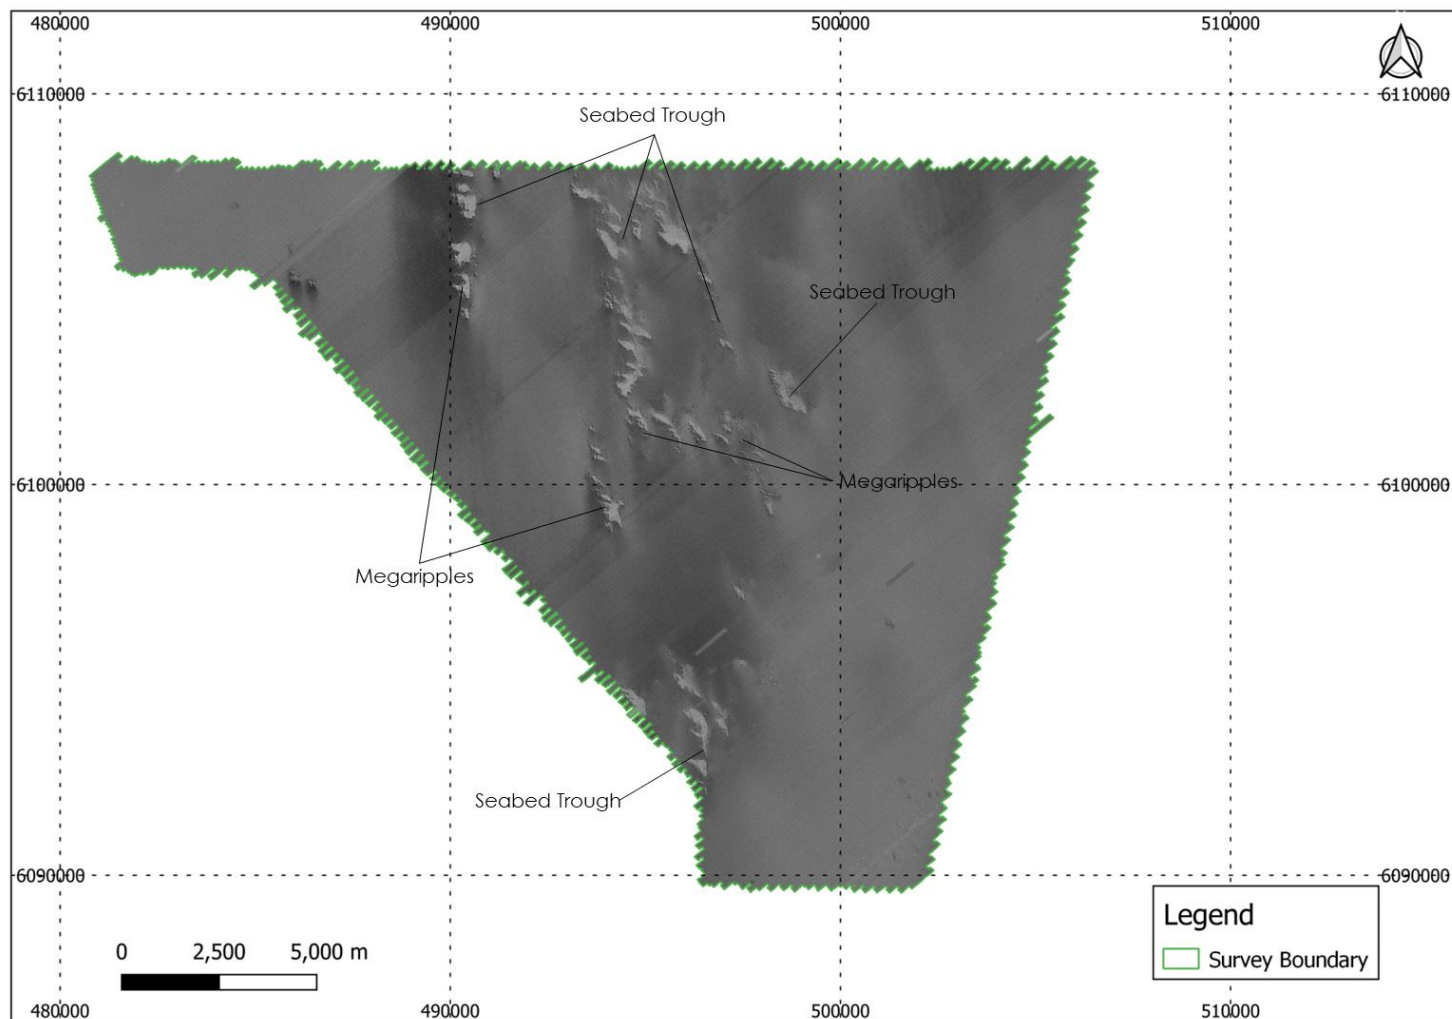 480000 490000 500000 510000
6110000 6110000
Seabed Trough
Seabed Trough
6100000 Megaripples 6100000
Megaripples
Seabed Trough
6090000 6090000
Legend
Survey Boundary
0 2,500 5,000 m
480000 490000 500000 510000